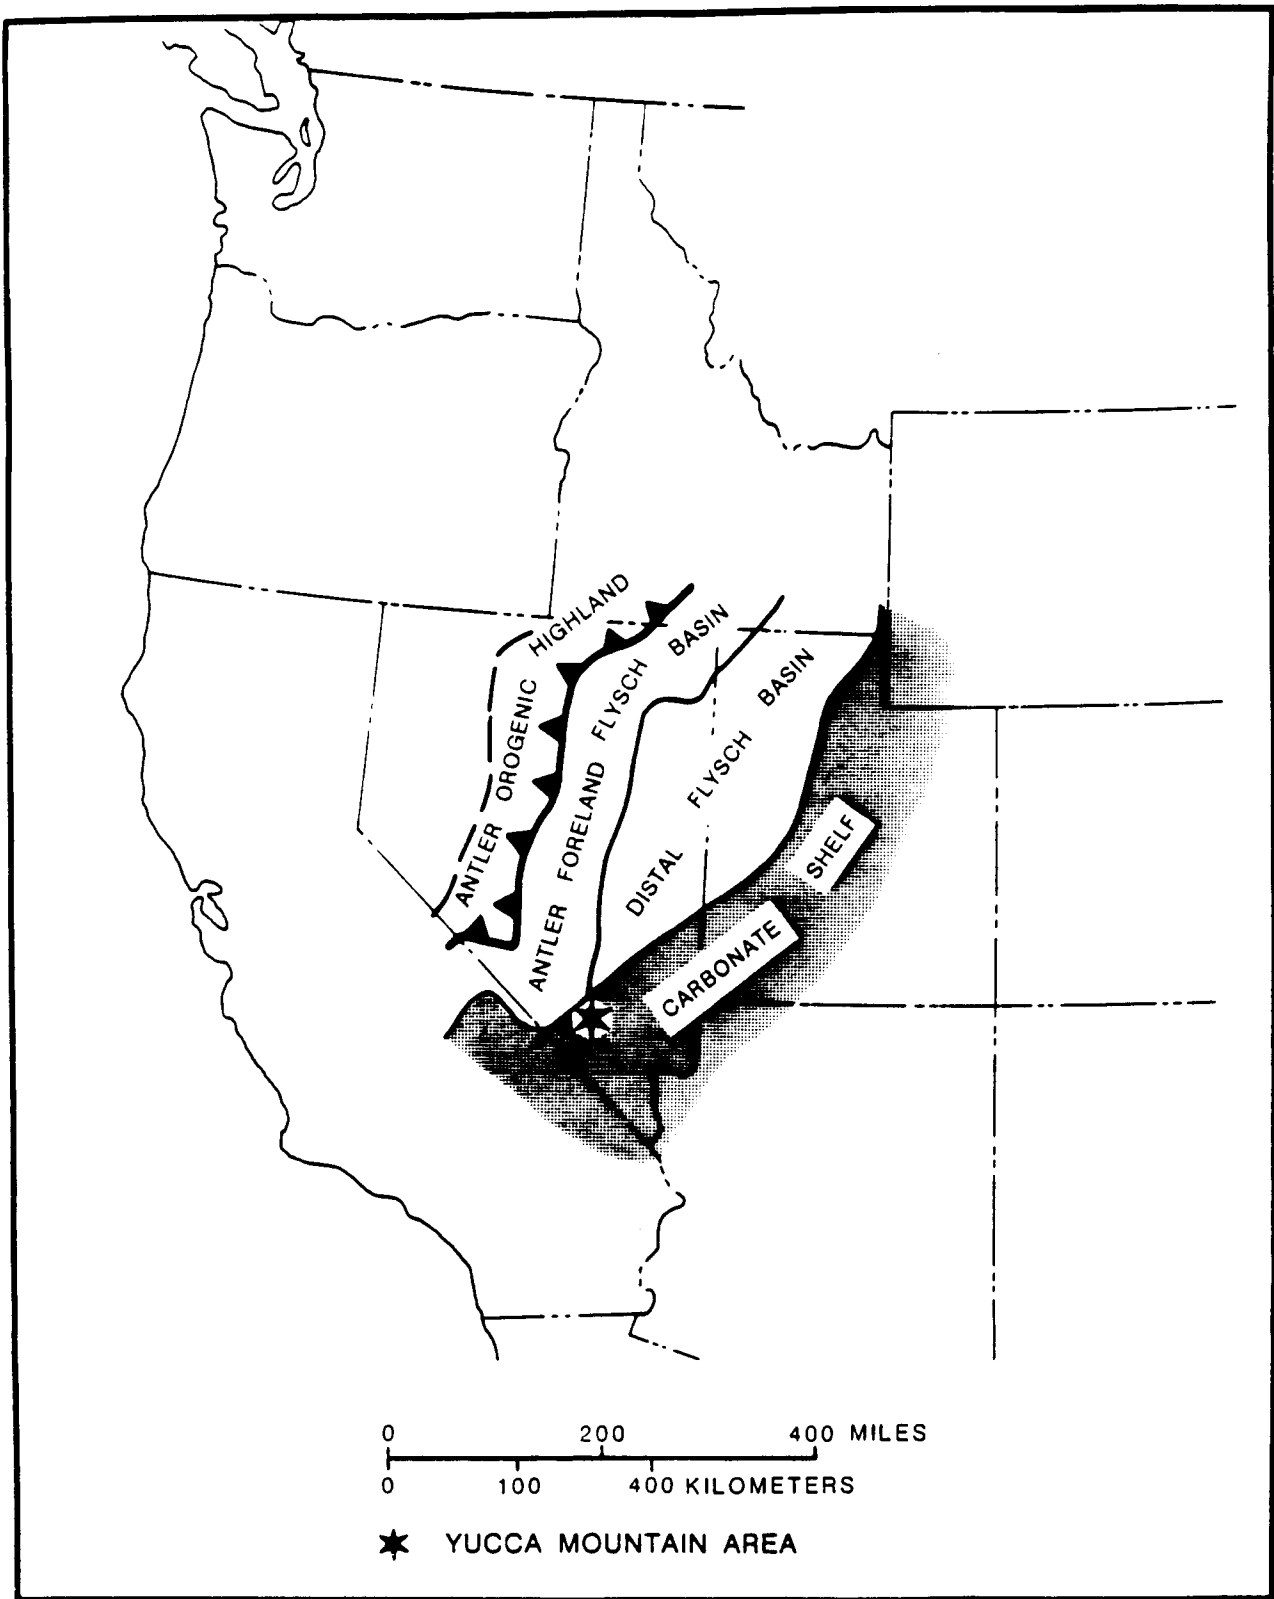 ANTLER OROGENIC HIGHLAND
ANTLER FORELAND FLYSCH BASIN
DISTAL FLYSCH BASIN
CARBONATE SHELF
0 200 400 MILES
0 100 400 KILOMETERS
YUCCA MOUNTAIN AREA